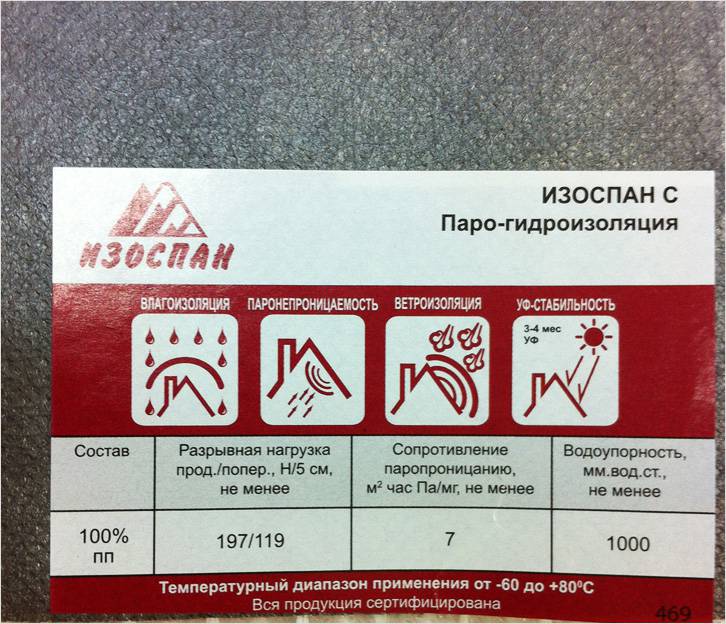 ИЗОСПАН
ИЗОСПАН С
Паро-гидроизоляция
ВЛАГОИЗОЛЯЦИЯ ПАРОНЕПРОНИЦАЕМОСТЬ ВЕТРОИЗОЛЯЦИЯ УФ-СТАБИЛЬНОСТЬ
3-4 мес
УФ
Состав
Разрывная нагрузка
прод./попер., Н/5 см,
не менее
Сопротивление
паропроницанию,
м² час Па/мг, не менее
Водоупорность,
мм.вод.ст.,
не менее
100%
пп
197/119
7
1000
Температурный диапазон применения от -60 до +80⁰С
Вся продукция сертифицирована
469